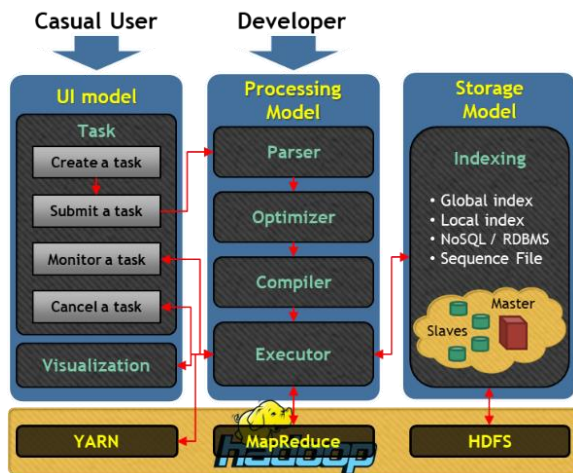 Casual User
Developer
UI model
Task
Create a task
Submit a task
Monitor a task
Cancel a task
Visualization
Processing
Model
Parser
Optimizer
Compiler
Executor
Storage
Model
Indexing
• Global index
• Local index
• NoSQL / RDBMS
• Sequence File
Master
Slaves
YARN
MapReduce
hadoop
HDFS